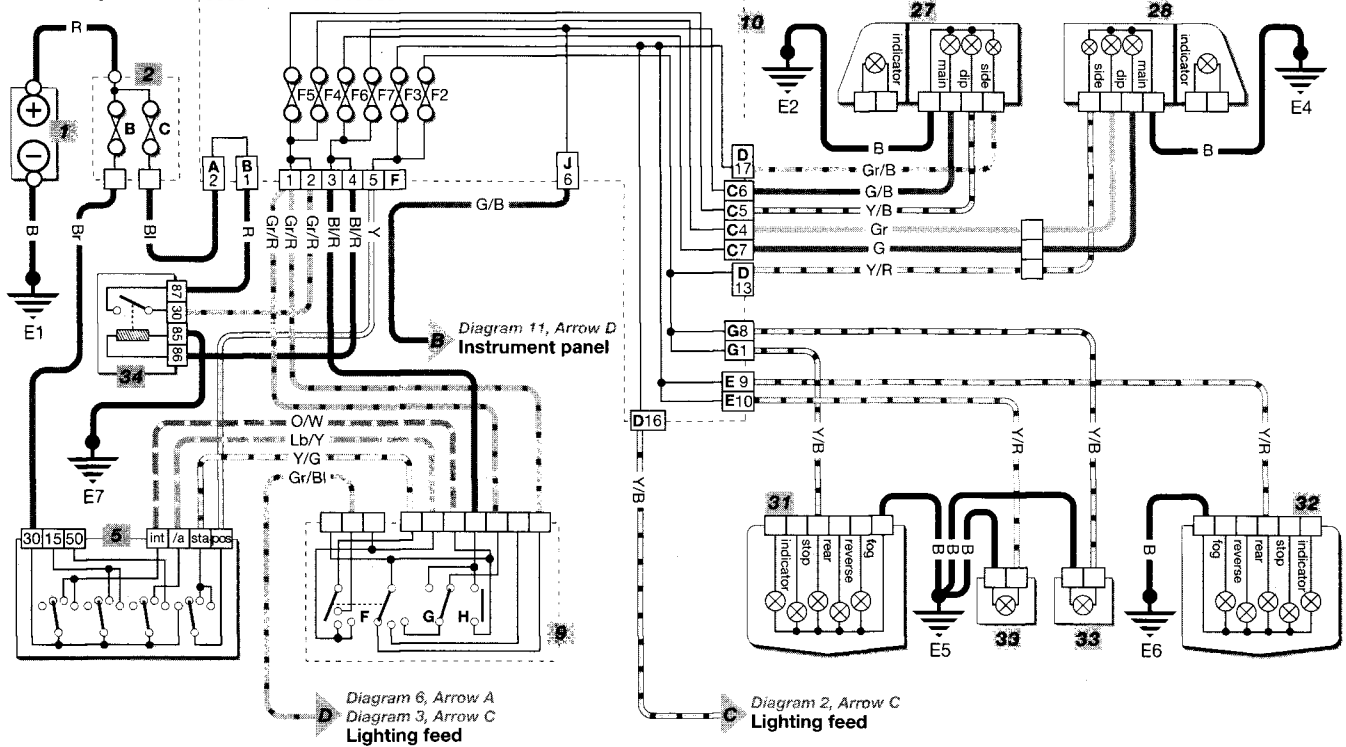 R
1
2
B
C
A
2
B
1
B
Br
Bl
R
E1
F5
F4
F6
F7
F3
F2
1
2
3
4
5
F
Gr/R
Gr/R
Gr/R
Bl/R
Bl/R
Y
J
6
G/B
10
27
28
E2
E4
indicator
main
dip
side
side
dip
main
indicator
B
B
D
17
Gr/B
C6
G/B
C5
Y/B
C4
Gr
C7
G
D
13
Y/R
87
30
85
86
34
E7
B
Diagram 11, Arrow D
Instrument panel
G8
G1
E 9
E10
D16
O/W
Lb/Y
Y/G
Gr/Bl
Y/B
Y/B
Y/R
Y/B
Y/R
30
15
50
5
int
/a
sta
pos
F
G
H
9
31
indicator
stop
rear
reverse
fog
B
B
B
E5
33
33
B
E6
32
fog
reverse
rear
stop
indicator
D
Diagram 6, Arrow A
Diagram 3, Arrow C
Lighting feed
C
Diagram 2, Arrow C
Lighting feed